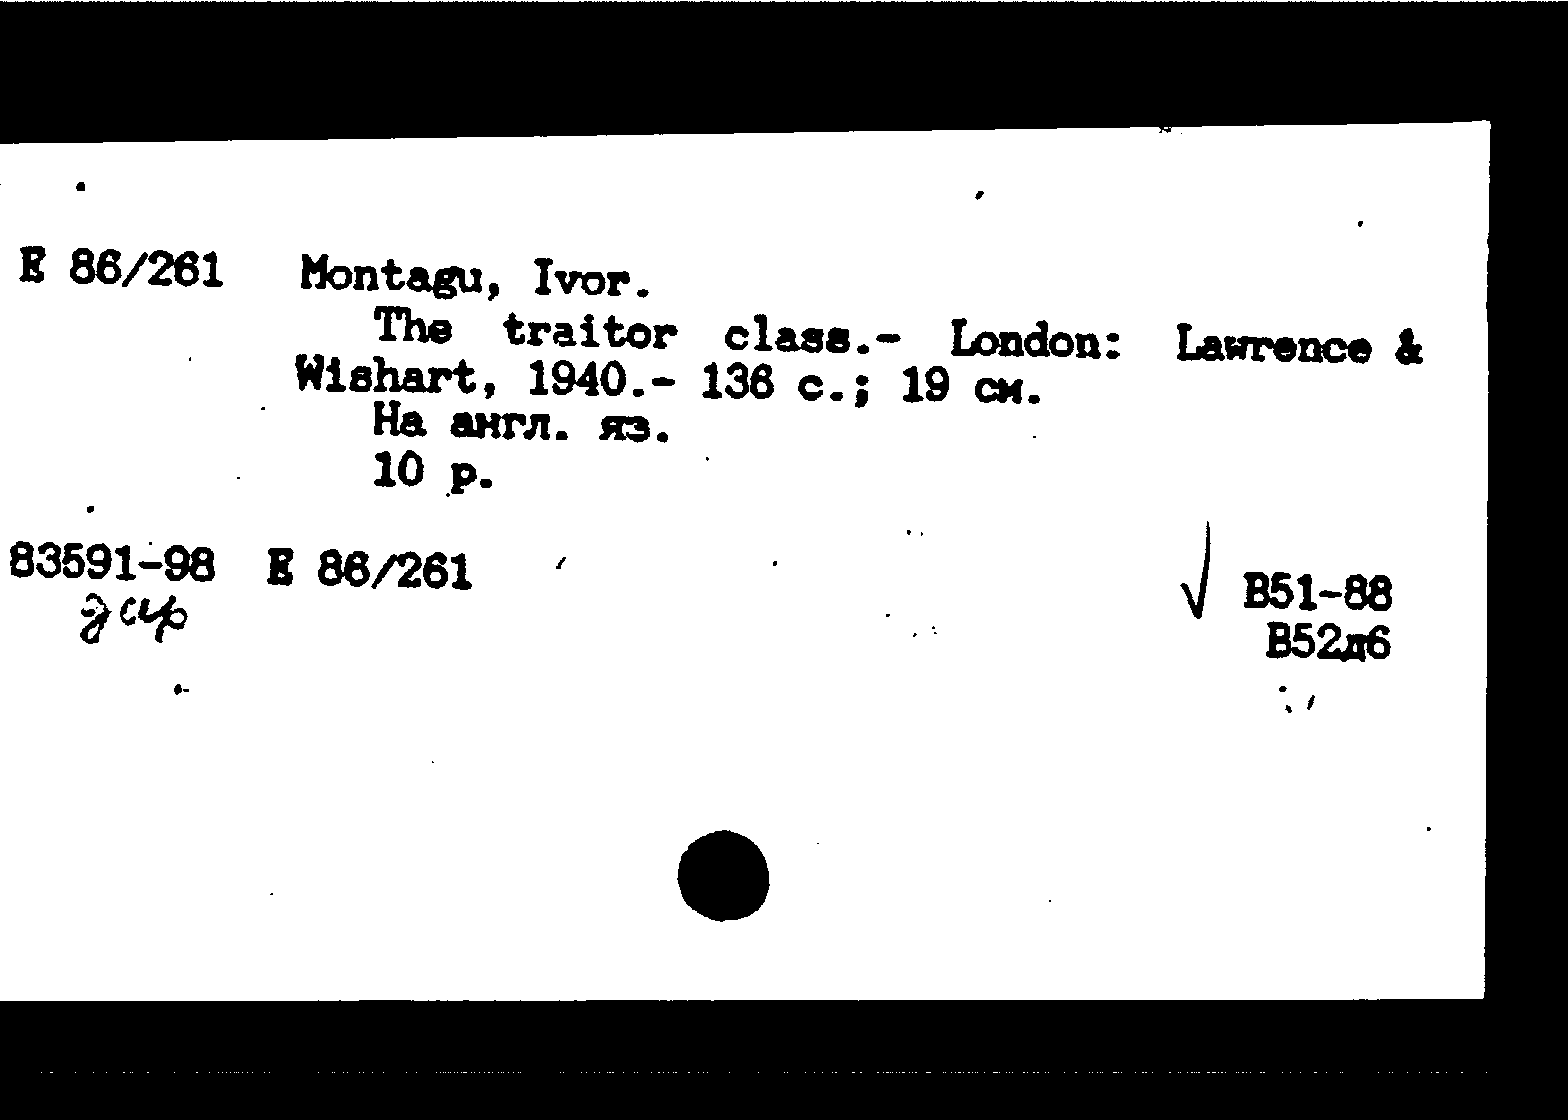 E 86/261 Montagu, Ivor.
The traitor class.- London: Lawrence &
Wishart, 1940.- 136 с.; 19 см.
На англ. яз.
10 р.
83591-98 E 86/261 В51-88
дар В52д6